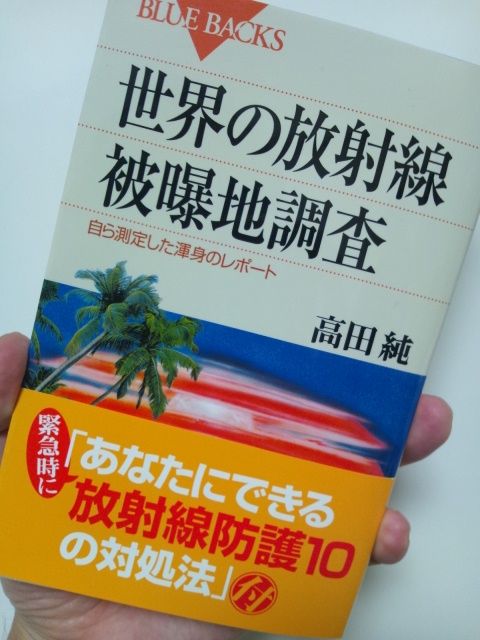 BLUE BACKS
世界の放射線
被曝地調査
自ら測定した渾身のレポート
高田 純
緊急時に
「あなたにできる
放射線防護10
の対処法」付